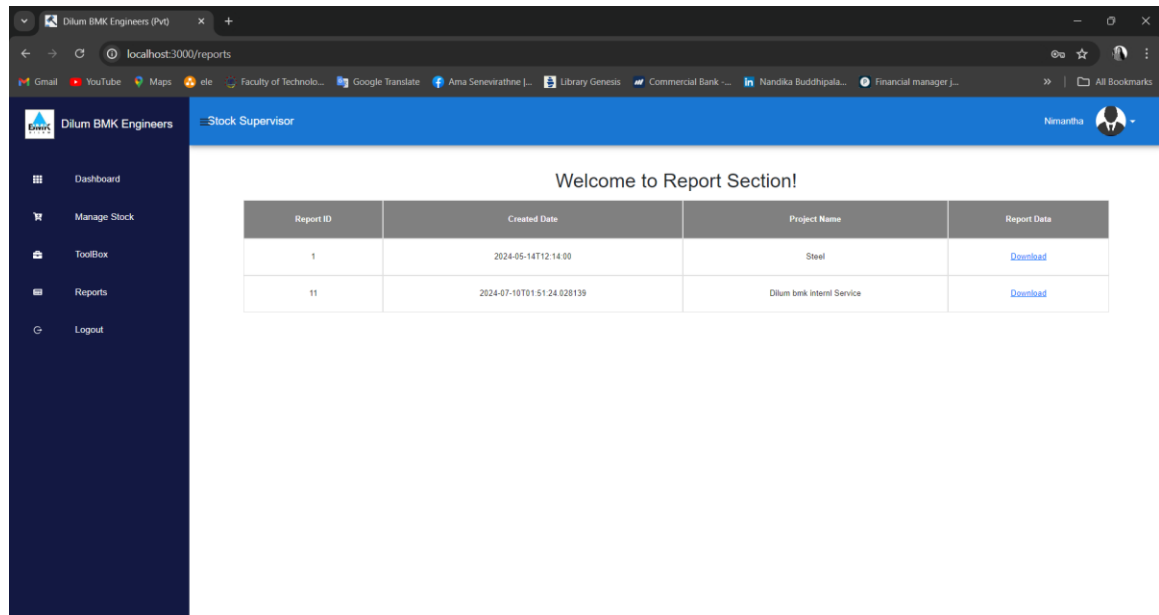 Dilum BMK Engineers (Pvt)
localhost:3000/reports
Gmail YouTube Maps ele Faculty of Technolo... Google Translate Ama Senevirathne |... Library Genesis Commercial Bank -... Nandika Buddhipala... Financial manager j... » All Bookmarks
Dilum BMK Engineers Stock Supervisor Nimantha
Dashboard
Manage Stock
ToolBox
Reports
Logout
Welcome to Report Section!
Report ID Created Date Project Name Report Data
1 2024-05-14T12:14:00 Steel Download
11 2024-07-10T01:51:24.028139 Dilum bmk internl Service Download